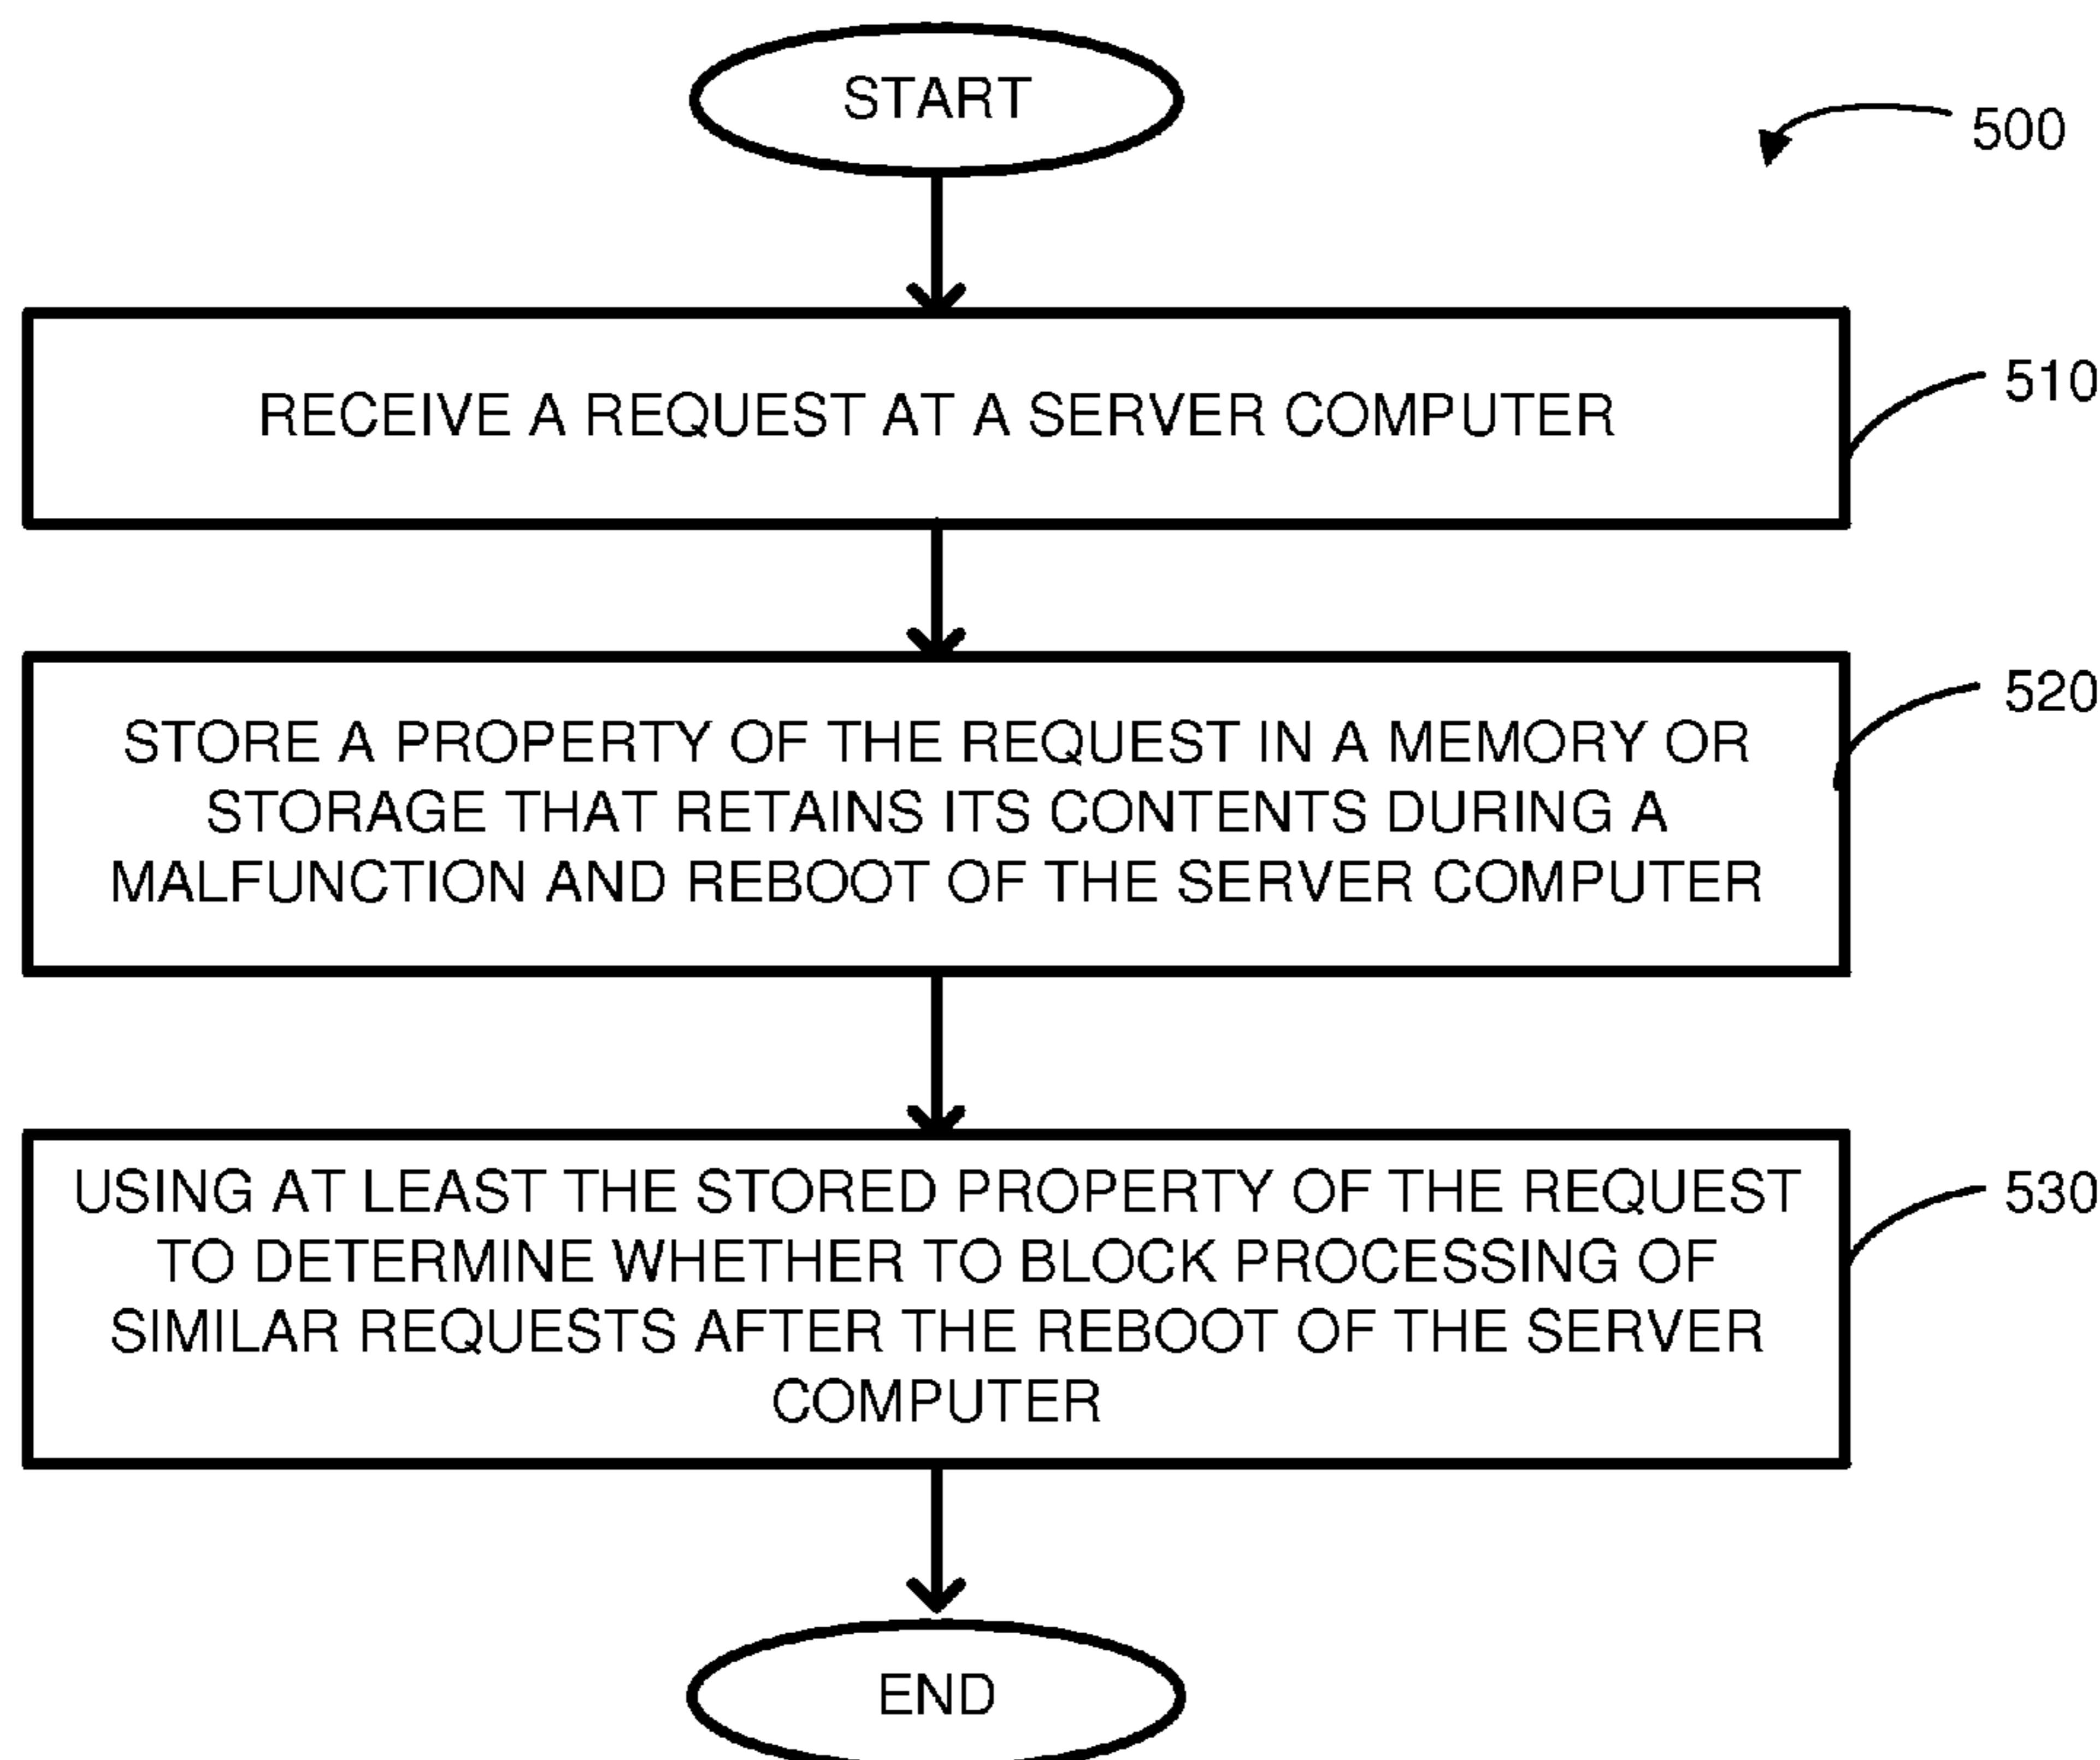 START
500
RECEIVE A REQUEST AT A SERVER COMPUTER
510
STORE A PROPERTY OF THE REQUEST IN A MEMORY OR
STORAGE THAT RETAINS ITS CONTENTS DURING A
MALFUNCTION AND REBOOT OF THE SERVER COMPUTER
520
USING AT LEAST THE STORED PROPERTY OF THE REQUEST
TO DETERMINE WHETHER TO BLOCK PROCESSING OF
SIMILAR REQUESTS AFTER THE REBOOT OF THE SERVER
COMPUTER
530
END